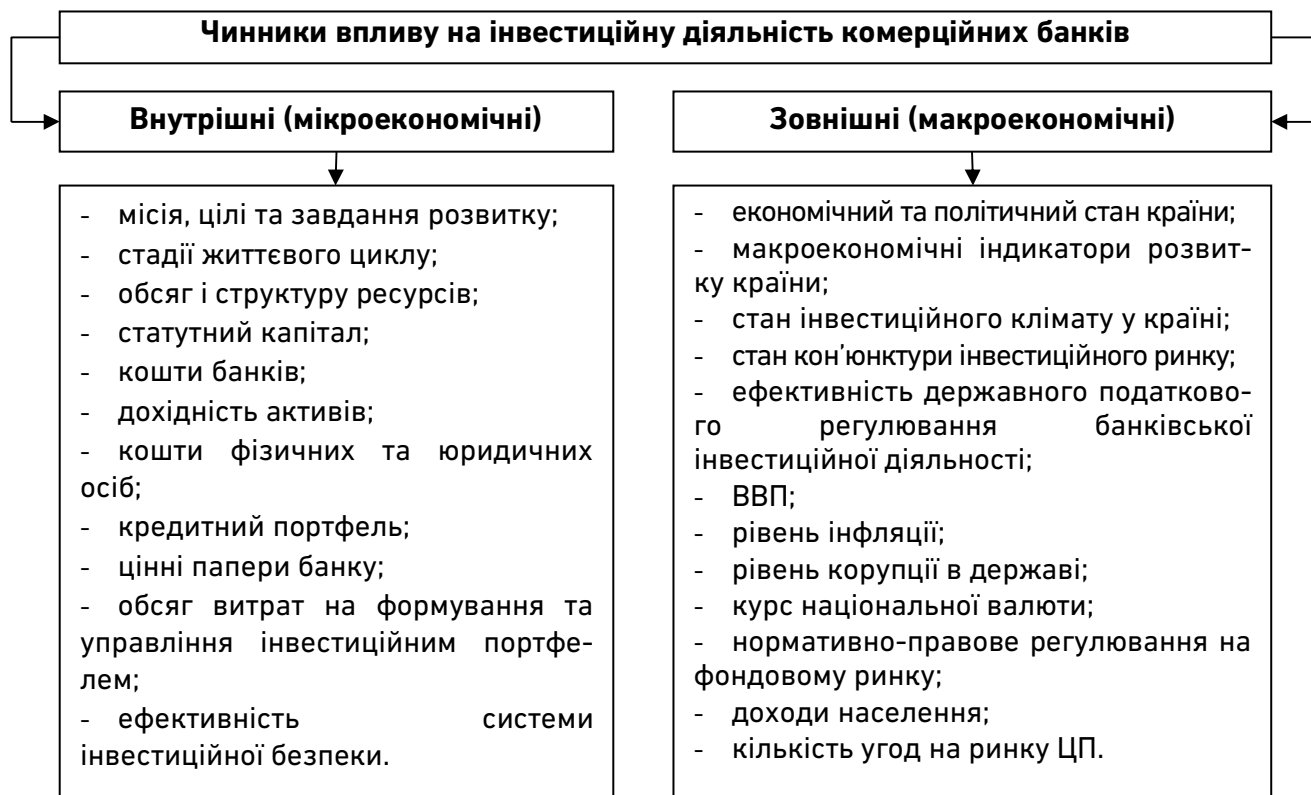 Чинники впливу на інвестиційну діяльність комерційних банків
Внутрішні (мікроекономічні)
- місія, цілі та завдання розвитку;
- стадії життєвого циклу;
- обсяг і структуру ресурсів;
- статутний капітал;
- кошти банків;
- дохідність активів;
- кошти фізичних та юридичних
осіб;
- кредитний портфель;
- цінні папери банку;
- обсяг витрат на формування та
управління інвестиційним портфе-
лем;
- ефективність системи
інвестиційної безпеки.
Зовнішні (макроекономічні)
- економічний та політичний стан країни;
- макроекономічні індикатори розвит-
ку країни;
- стан інвестиційного клімату у країні;
- стан кон’юнктури інвестиційного ринку;
- ефективність державного податково-
го регулювання банківської
інвестиційної діяльності;
- ВВП;
- рівень інфляції;
- рівень корупції в державі;
- курс національної валюти;
- нормативно-правове регулювання на
фондовому ринку;
- доходи населення;
- кількість угод на ринку ЦП.